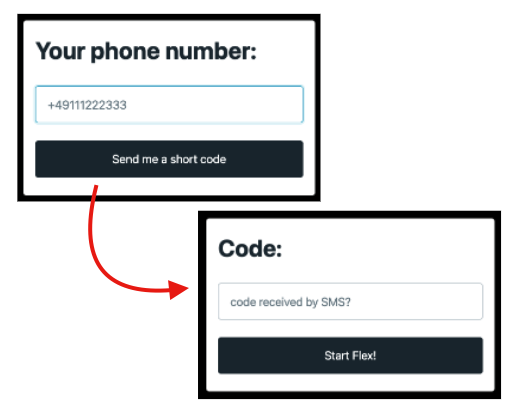 Your phone number:
+49111222333
Send me a short code
Code:
code received by SMS?
Start Flex!